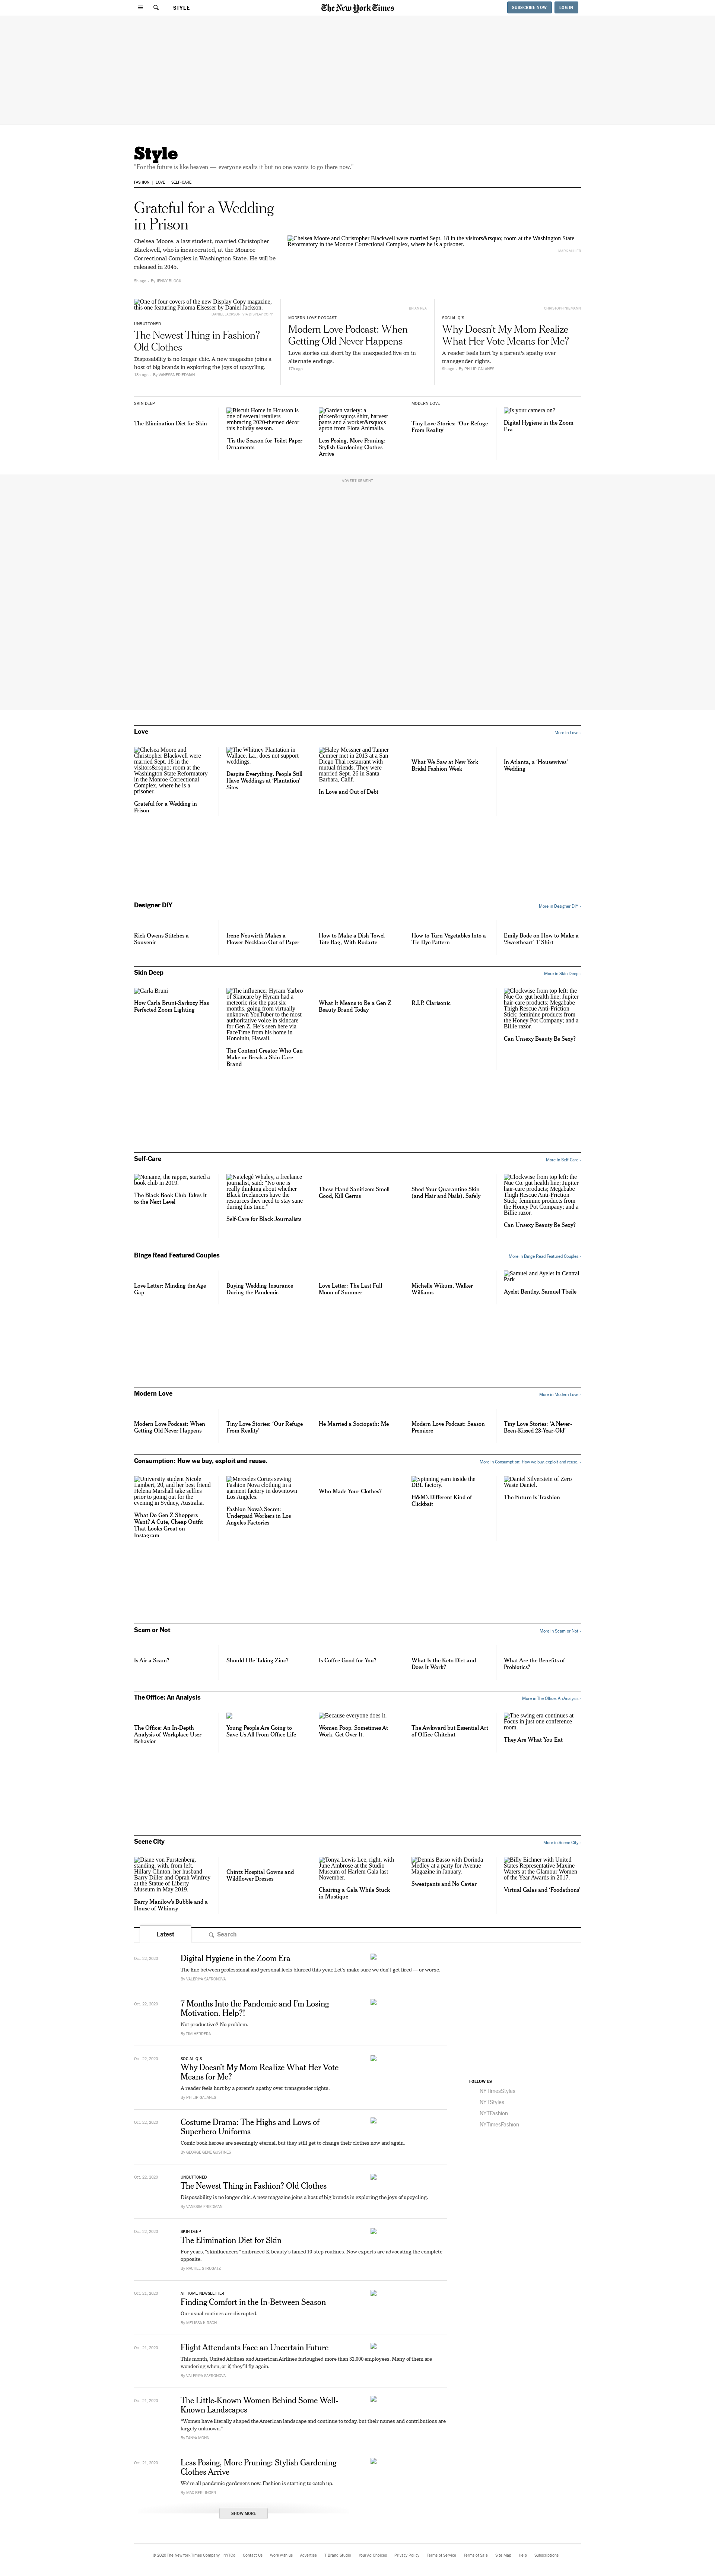 STYLE
The New York Times
SUBSCRIBE NOW
LOG IN
Style
"For the future is like heaven — everyone exalts it but no one wants to go there now."
FASHION
LOVE
SELF-CARE
Grateful for a Wedding
in Prison
Chelsea Moore, a law student, married Christopher
Blackwell, who is incarcerated, at the Monroe
Correctional Complex in Washington State. He will be
released in 2045.
Chelsea Moore and Christopher Blackwell were married Sept. 18 in the visitors&rsquo; room at the Washington State
Reformatory in the Monroe Correctional Complex, where he is a prisoner.
5h ago · By JERRY BLOCK
One of four covers of the new Display Copy magazine,
this one featuring Paloma Elsesser by Daniel Jackson.
UNBUTTONED
The Newest Thing in Fashion?
Old Clothes
Disposability is no longer chic. A new magazine joins a
host of big brands in exploring the joys of upcycling.
15h ago · By VANESSA FRIEDMAN
BRIAN REA
MODERN LOVE PODCAST
Modern Love Podcast: When
Getting Old Never Happens
Love stories cut short by the unexpected live on in
alternate endings.
17h ago
SOCIAL Q'S
Why Doesn't My Mom Realize
What Her Vote Means for Me?
A reader feels hurt by a parent's apathy over
transgender rights.
9h ago · By PHILIP GALANES
SKIN DEEP
The Elimination Diet for Skin
Biscuit Home in Houston is
one of several retailers
embracing 2020-themed décor
this holiday season.
'Tis the Season for Toilet Paper
Ornaments
Garden variety: a
picker&rsquo;s shirt, harvest
pants and a worker&rsquo;s
apron from Flora Animalia.
Less Posing, More Pruning:
Stylish Gardening Clothes
Arrive
MODERN LOVE
Tiny Love Stories: 'Our Refuge
From Reality'
Is your camera on?
Digital Hygiene in the Zoom
Era
ADVERTISEMENT
Love
More in Love ›
Chelsea Moore and
Christopher Blackwell were
married Sept. 18 in the
visitors&rsquo; room at the
Washington State Reformatory
in the Monroe Correctional
Complex, where he is a
prisoner.
Grateful for a Wedding in
Prison
The Whitney Plantation in
Wallace, La., does not support
weddings.
Despite Everything, People Still
Have Weddings at 'Plantation'
Sites
Haley Messner and Tanner
Cemper met in 2013 at a San
Diego Thai restaurant with
mutual friends. They were
married Sept. 26 in Santa
Barbara, Calif.
In Love and Out of Debt
What We Saw at New York
Bridal Fashion Week
In Atlanta, a 'Housewives'
Wedding
Designer DIY
More in Designer DIY ›
Rick Owens Stitches a
Souvenir
Irene Neuwirth Makes a
Flower Necklace Out of Paper
How to Make a Dish Towel
Tote Bag, With Rodarte
How to Turn Vegetables Into a
Tie-Dye Pattern
Emily Bode on How to Make a
'Sweetheart' T-Shirt
Skin Deep
More in Skin Deep ›
Carla Bruni
How Carla Bruni-Sarkozy Has
Perfected Zoom Lighting
The influencer Hyram Yarbro
of Skincare by Hyram had a
meteoric rise the past six
months, going from virtually
unknown YouTuber to the most
authoritative voice in skincare
for Gen Z. He's seen here via
FaceTime from his home in
Honolulu, Hawaii.
The Content Creator Who Can
Make or Break a Skin Care
Brand
What It Means to Be a Gen Z
Beauty Brand Today
R.I.P. Clarisonic
Clockwise from top left: the
Nue Co. gut health line; Jupiter
hair-care products; Megababe
Thigh Rescue Anti-Friction
Stick; feminine products from
the Honey Pot Company; and a
Billie razor.
Can Unsexy Beauty Be Sexy?
Self-Care
More in Self-Care ›
Noname, the rapper, started a
book club in 2019.
The Black Book Club Takes It
to the Next Level
Natelegé Whaley, a freelance
journalist, said: "No one is
really thinking about whether
Black freelancers have the
resources they need to stay sane
during this time."
Self-Care for Black Journalists
These Hand Sanitizers Smell
Good, Kill Germs
Shed Your Quarantine Skin
(and Hair and Nails), Safely
Clockwise from top left: the
Nue Co. gut health line; Jupiter
hair-care products; Megababe
Thigh Rescue Anti-Friction
Stick; feminine products from
the Honey Pot Company; and a
Billie razor.
Can Unsexy Beauty Be Sexy?
Binge Read Featured Couples
More in Binge Read Featured Couples ›
Love Letter: Minding the Age
Gap
Buying Wedding Insurance
During the Pandemic
Love Letter: The Last Full
Moon of Summer
Michelle Wikum, Walker
Williams
Samuel and Ayelet in Central
Park
Ayelet Bentley, Samuel Theile
Modern Love
More in Modern Love ›
Modern Love Podcast: When
Getting Old Never Happens
Tiny Love Stories: 'Our Refuge
From Reality'
He Married a Sociopath: Me
Modern Love Podcast: Season
Premiere
Tiny Love Stories: 'A Never-
Been-Kissed 23-Year-Old'
Consumption: How we buy, exploit and reuse.
More in Consumption: How we buy, exploit and reuse. ›
University student Nicole
Lambert, 20, and her best friend
Helena Marshall take selfies
prior to going out for the
evening in Sydney, Australia.
What Do Gen Z Shoppers
Want? A Cute, Cheap Outfit
That Looks Great on
Instagram
Mercedes Cortes sewing
Fashion Nova clothing in a
garment factory in downtown
Los Angeles.
Fashion Nova's Secret:
Underpaid Workers in Los
Angeles Factories
Who Made Your Clothes?
Spinning yarn inside the
DBL factory.
H&M's Different Kind of
Clickbait
Daniel Silverstein of Zero
Waste Daniel.
The Future Is Trashion
Scam or Not
More in Scam or Not ›
Is Air a Scam?
Should I Be Taking Zinc?
Is Coffee Good for You?
What Is the Keto Diet and
Does It Work?
What Are the Benefits of
Probiotics?
The Office: An Analysis
More in The Office: An Analysis ›
The Office: An In-Depth
Analysis of Workplace User
Behavior
Young People Are Going to
Save Us All From Office Life
Because everyone does it.
Women Poop. Sometimes At
Work. Get Over It.
The Awkward but Essential Art
of Office Chitchat
The swing era continues at
Focus in just one conference
room.
They Are What You Eat
Scene City
More in Scene City ›
Diane von Furstenberg,
standing, with, from left,
Hillary Clinton, her husband
Barry Diller and Oprah Winfrey
at the Statue of Liberty
Museum in May 2019.
Barry Manilow's Bubble and a
House of Whimsy
Chintz Hospital Gowns and
Wildflower Dresses
Tonya Lewis Lee, right, with
June Ambrose at the Studio
Museum of Harlem Gala last
November.
Chairing a Gala While Stuck
in Mustique
Dennis Basso with Dorinda
Medley at a party for Avenue
Magazine in January.
Sweatpants and No Caviar
Billy Eichner with United
States Representative Maxine
Waters at the Glamour Women
of the Year Awards in 2017.
Virtual Galas and 'Foodathons'
Latest
Search
Oct. 22, 2020
Digital Hygiene in the Zoom Era
The line between professional and personal feels blurred this year. Let's make sure we don't get fired — or worse.
By VALERIYA SAFRONOVA
Oct. 22, 2020
7 Months Into the Pandemic and I'm Losing
Motivation. Help?!
Not productive? No problem.
By TIM HERRERA
Oct. 22, 2020
SOCIAL Q'S
Why Doesn't My Mom Realize What Her Vote
Means for Me?
A reader feels hurt by a parent's apathy over transgender rights.
By PHILIP GALANES
Oct. 22, 2020
Costume Drama: The Highs and Lows of
Superhero Uniforms
Comic book heroes are seemingly eternal, but they still get to change their clothes now and again.
By GEORGE GENE GUSTINES
Oct. 22, 2020
UNBUTTONED
The Newest Thing in Fashion? Old Clothes
Disposability is no longer chic. A new magazine joins a host of big brands in exploring the joys of upcycling.
By VANESSA FRIEDMAN
Oct. 22, 2020
SKIN DEEP
The Elimination Diet for Skin
For years, "skinfluencers" embraced K-beauty's famed 10-step routines. Now experts are advocating the complete
opposite.
By RACHEL STRUGATZ
Oct. 21, 2020
AT HOME NEWSLETTER
Finding Comfort in the In-Between Season
Our usual routines are disrupted.
By MELISSA KIRSCH
Oct. 21, 2020
Flight Attendants Face an Uncertain Future
This month, United Airlines and American Airlines furloughed more than 32,000 employees. Many of them are
wondering when, or if, they'll fly again.
By VALERIYA SAFRONOVA
Oct. 21, 2020
The Little-Known Women Behind Some Well-
Known Landscapes
"Women have literally shaped the American landscape and continue to today, but their names and contributions are
largely unknown."
By TANYA MOHN
Oct. 21, 2020
Less Posing, More Pruning: Stylish Gardening
Clothes Arrive
We're all pandemic gardeners now. Fashion is starting to catch up.
By MAX BERLINGER
SHOW MORE
FOLLOW US
NYTimesStyles
NYTStyles
NYTFashion
NYTimesFashion
© 2020 The New York Times Company
NYTCo
Contact Us
Work with us
Advertise
T Brand Studio
Your Ad Choices
Privacy Policy
Terms of Service
Terms of Sale
Site Map
Help
Subscriptions